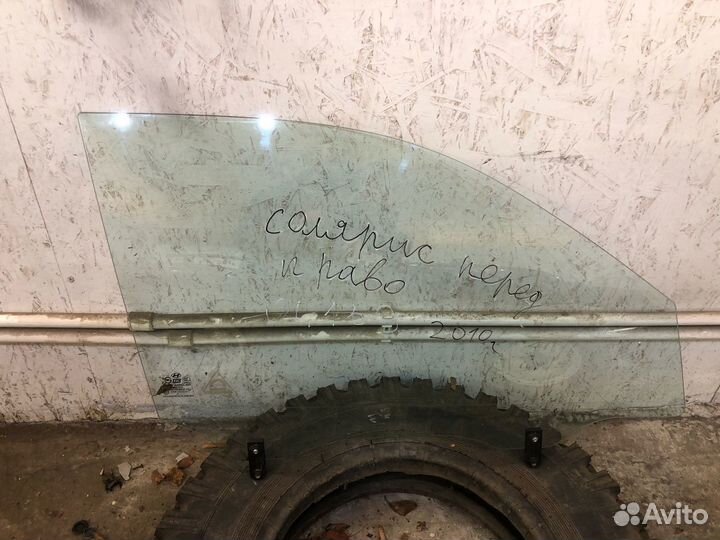 солярис перед
право
2010г
Avito